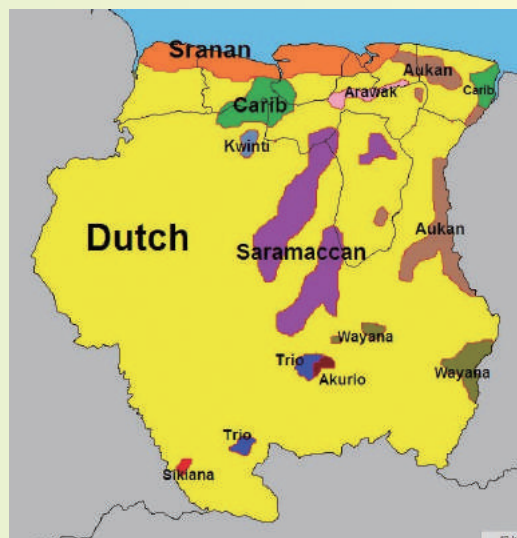 Sranan
Aukan
Carib
Arawak
Carib
Kwinti
Dutch
Saramaccan
Aukan
Wayana
Trio
Akurio
Wayana
Trio
Sikiana